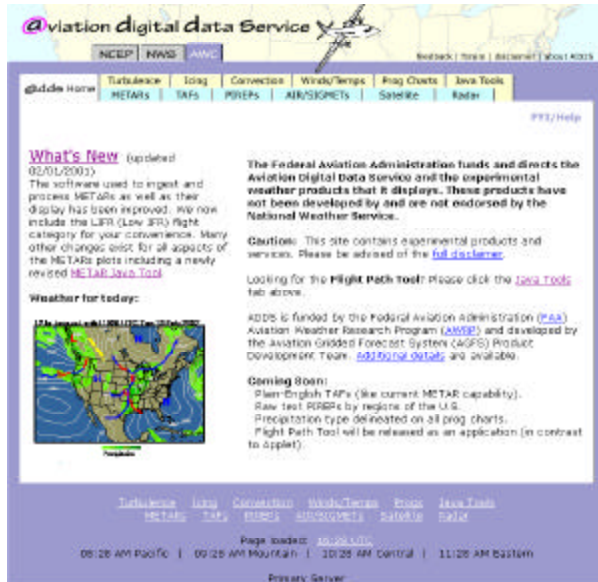 aviation digital data Service
NCEP NWS AWC
feedback | forum | disclaimer | about ADDS
adds Home
Turbulence | Icing | Convection | Winds/Temps | Prog Charts | Java Tools
METARs | TAFs | PIREPs | AIR/SIGMETs | Satellite | Radar
FYI/Help
What's New (updated
02/01/2001)
The software used to ingest and
process METARs as well as their
display has been improved. We now
include the LIFR (Low IFR) flight
category for your convenience. Many
other changes exist for all aspects of
the METARs plots including a newly
revised METAR Java Tool
Weather for today:
Precipitation
The Federal Aviation Administration funds and directs the
Aviation Digital Data Service and the experimental
weather products that it displays. These products have
not been developed by and are not endorsed by the
National Weather Service.
Caution: This site contains experimental products and
services. Please be advised of the full disclaimer.
Looking for the Flight Path Tool? Please click the Java Tools
tab above.
ADDS is funded by the Federal Aviation Administration (FAA)
Aviation Weather Research Program (AWRP) and developed by
the Aviation Gridded Forecast System (AGFS) Product
Development Team. Additional details are available.
Coming Soon:
Plain-English TAFs (like current METAR capability).
Raw text PIREPs by regions of the U.S.
Precipitation type delineated on all prog charts.
Flight Path Tool will be released as an application (in contrast
to Applet).
Turbulence Icing Convection Winds/Temps Progs Java Tools
METARs TAFs PIREPs AIR/SIGMETs Satellite Radar
Page loaded: 16:28 UTC
08:28 AM Pacific | 09:28 AM Mountain | 10:28 AM Central | 11:28 AM Eastern
Primary Server